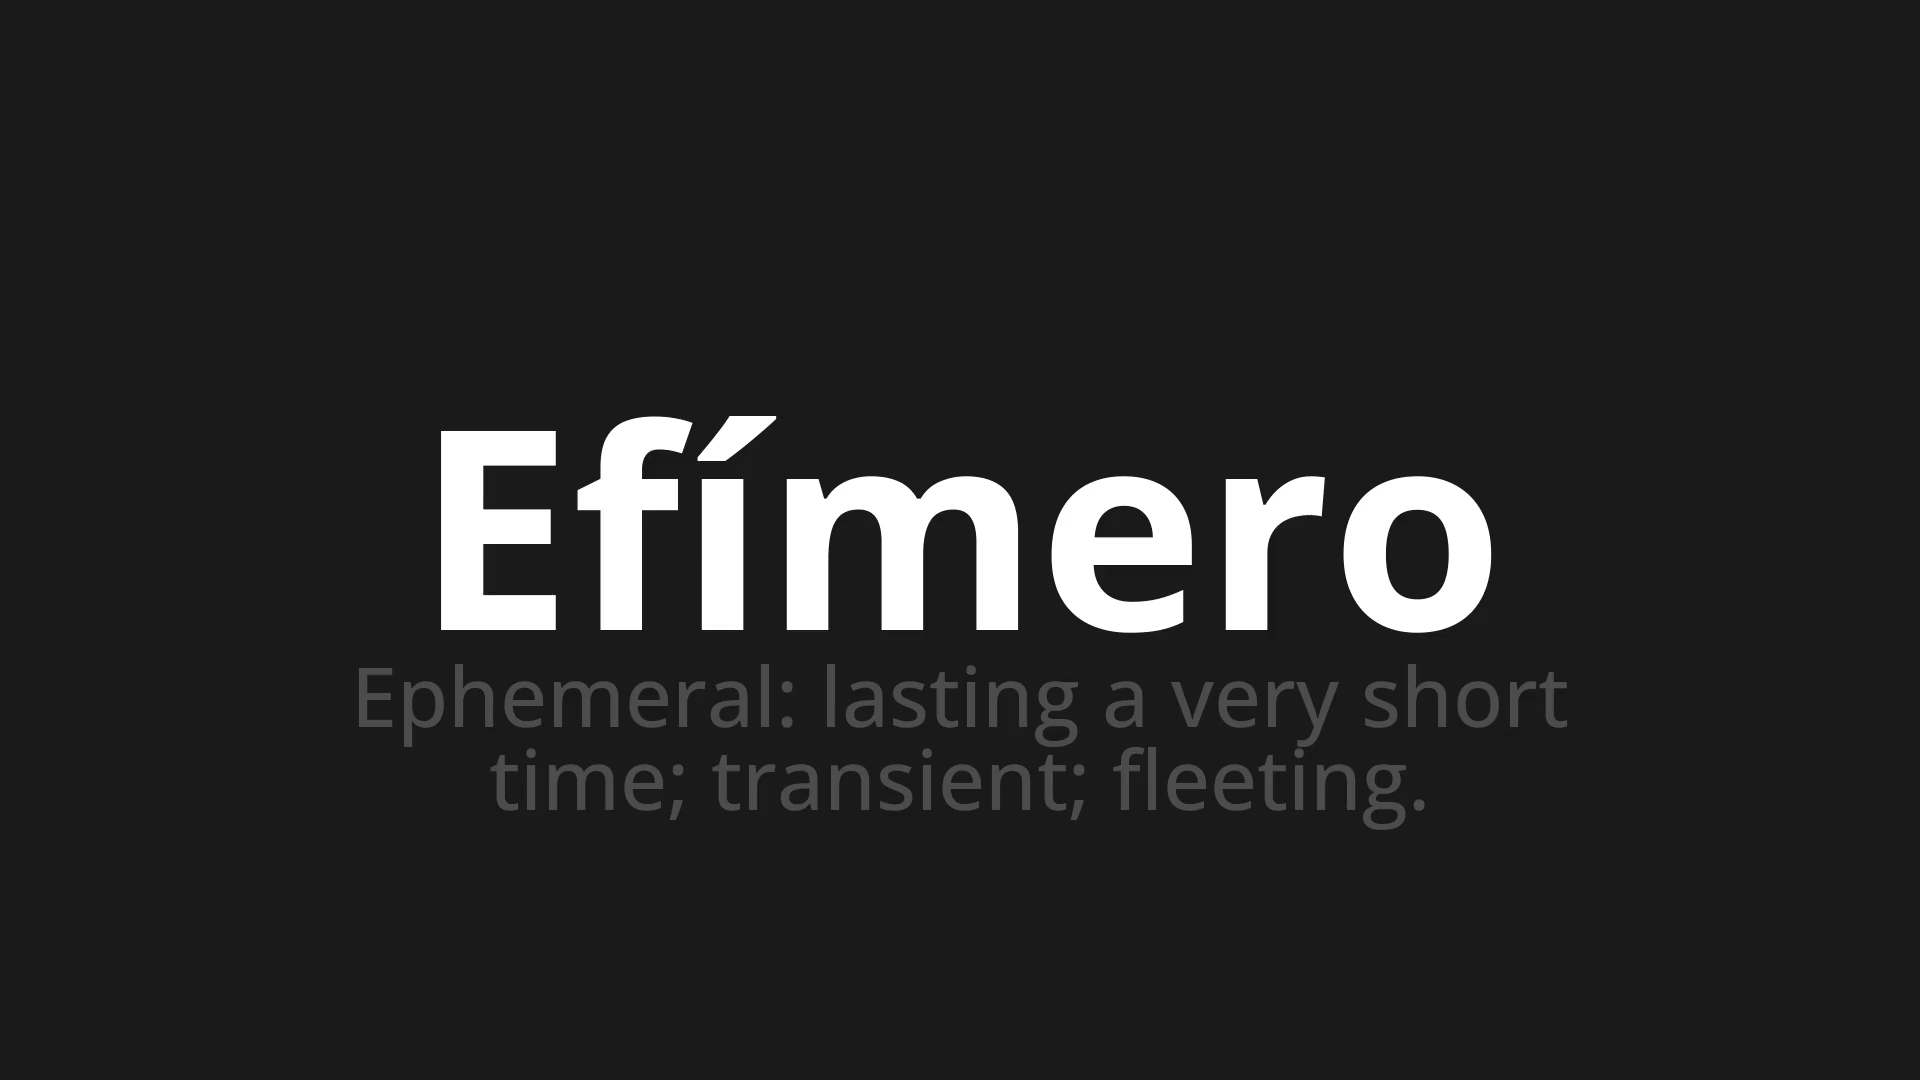 Efímero
Ephemeral: lasting a very short
time; transient; fleeting.